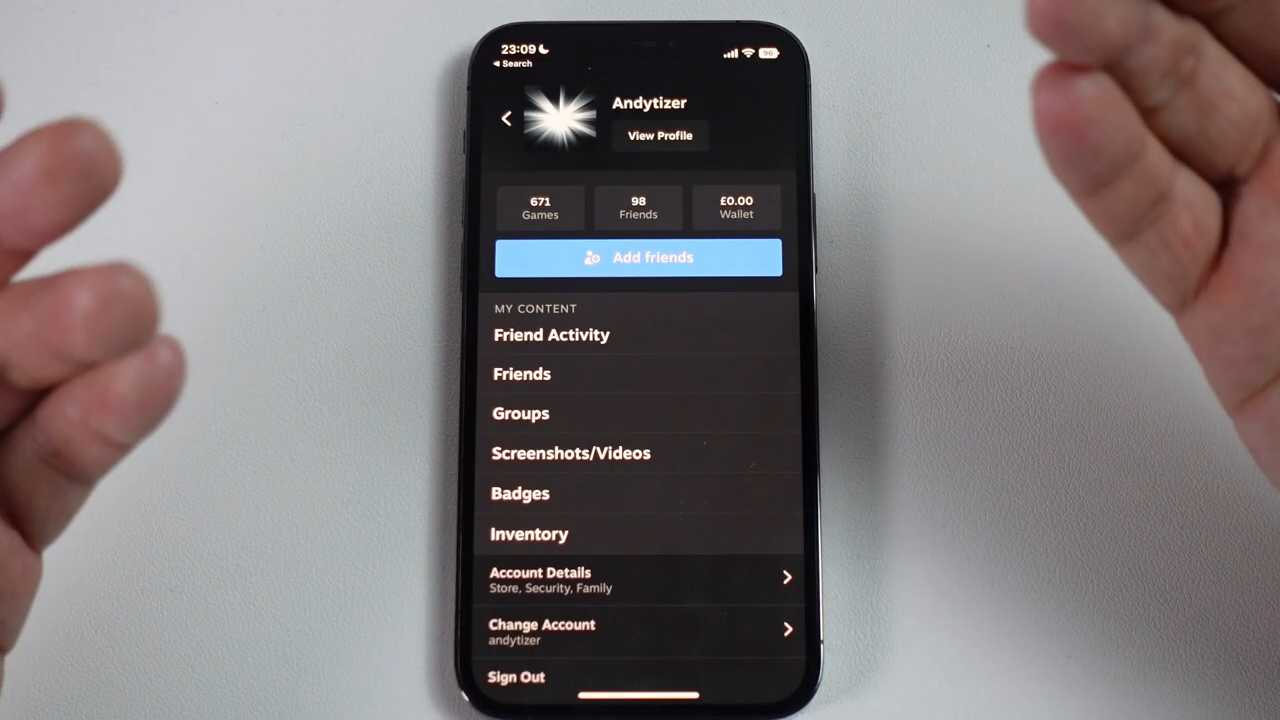 23:09
96
◀ Search
Andytizer
View Profile
671
Games
98
Friends
£0.00
Wallet
Add friends
MY CONTENT
Friend Activity
Friends
Groups
Screenshots/Videos
Badges
Inventory
Account Details
Store, Security, Family
Change Account
andytizer
Sign Out